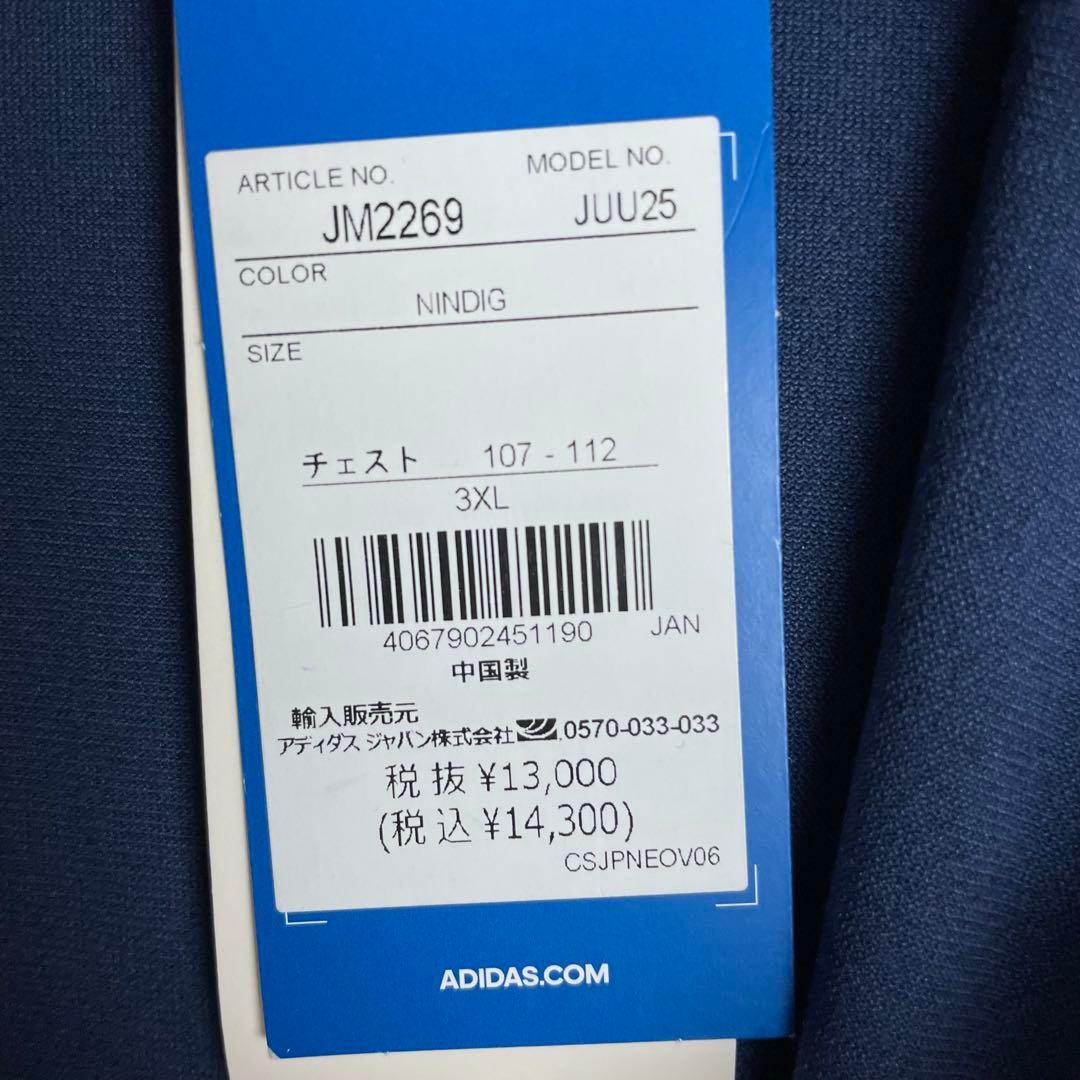 ARTICLE NO. MODEL NO.
JM2269 JUU25
COLOR
NINDIG
SIZE
チェスト 107 - 112
3XL
4067902451190 JAN
中国製
輸入販売元
アディダス ジャパン株式会社 0570-033-033
税抜 ¥13,000
(税込 ¥14,300)
CSJPNEOV06
ADIDAS.COM